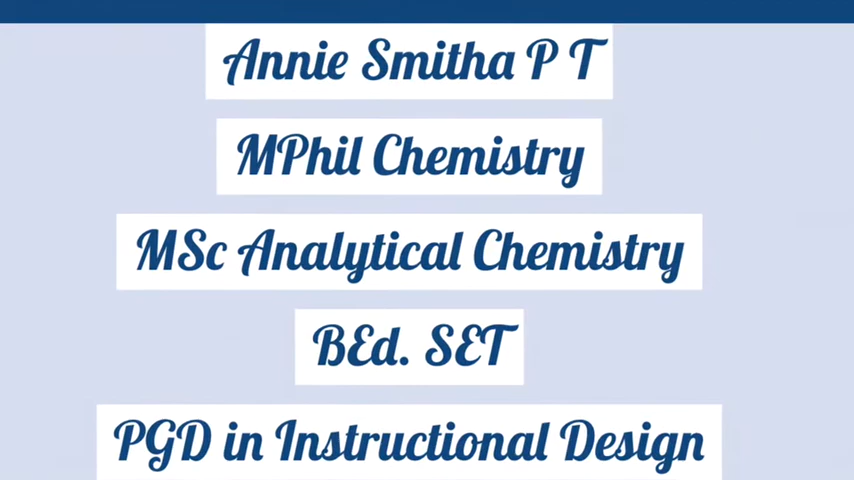 Annie Smitha P T
MPhil Chemistry
MSc Analytical Chemistry
BEd. SET
PGD in Instructional Design